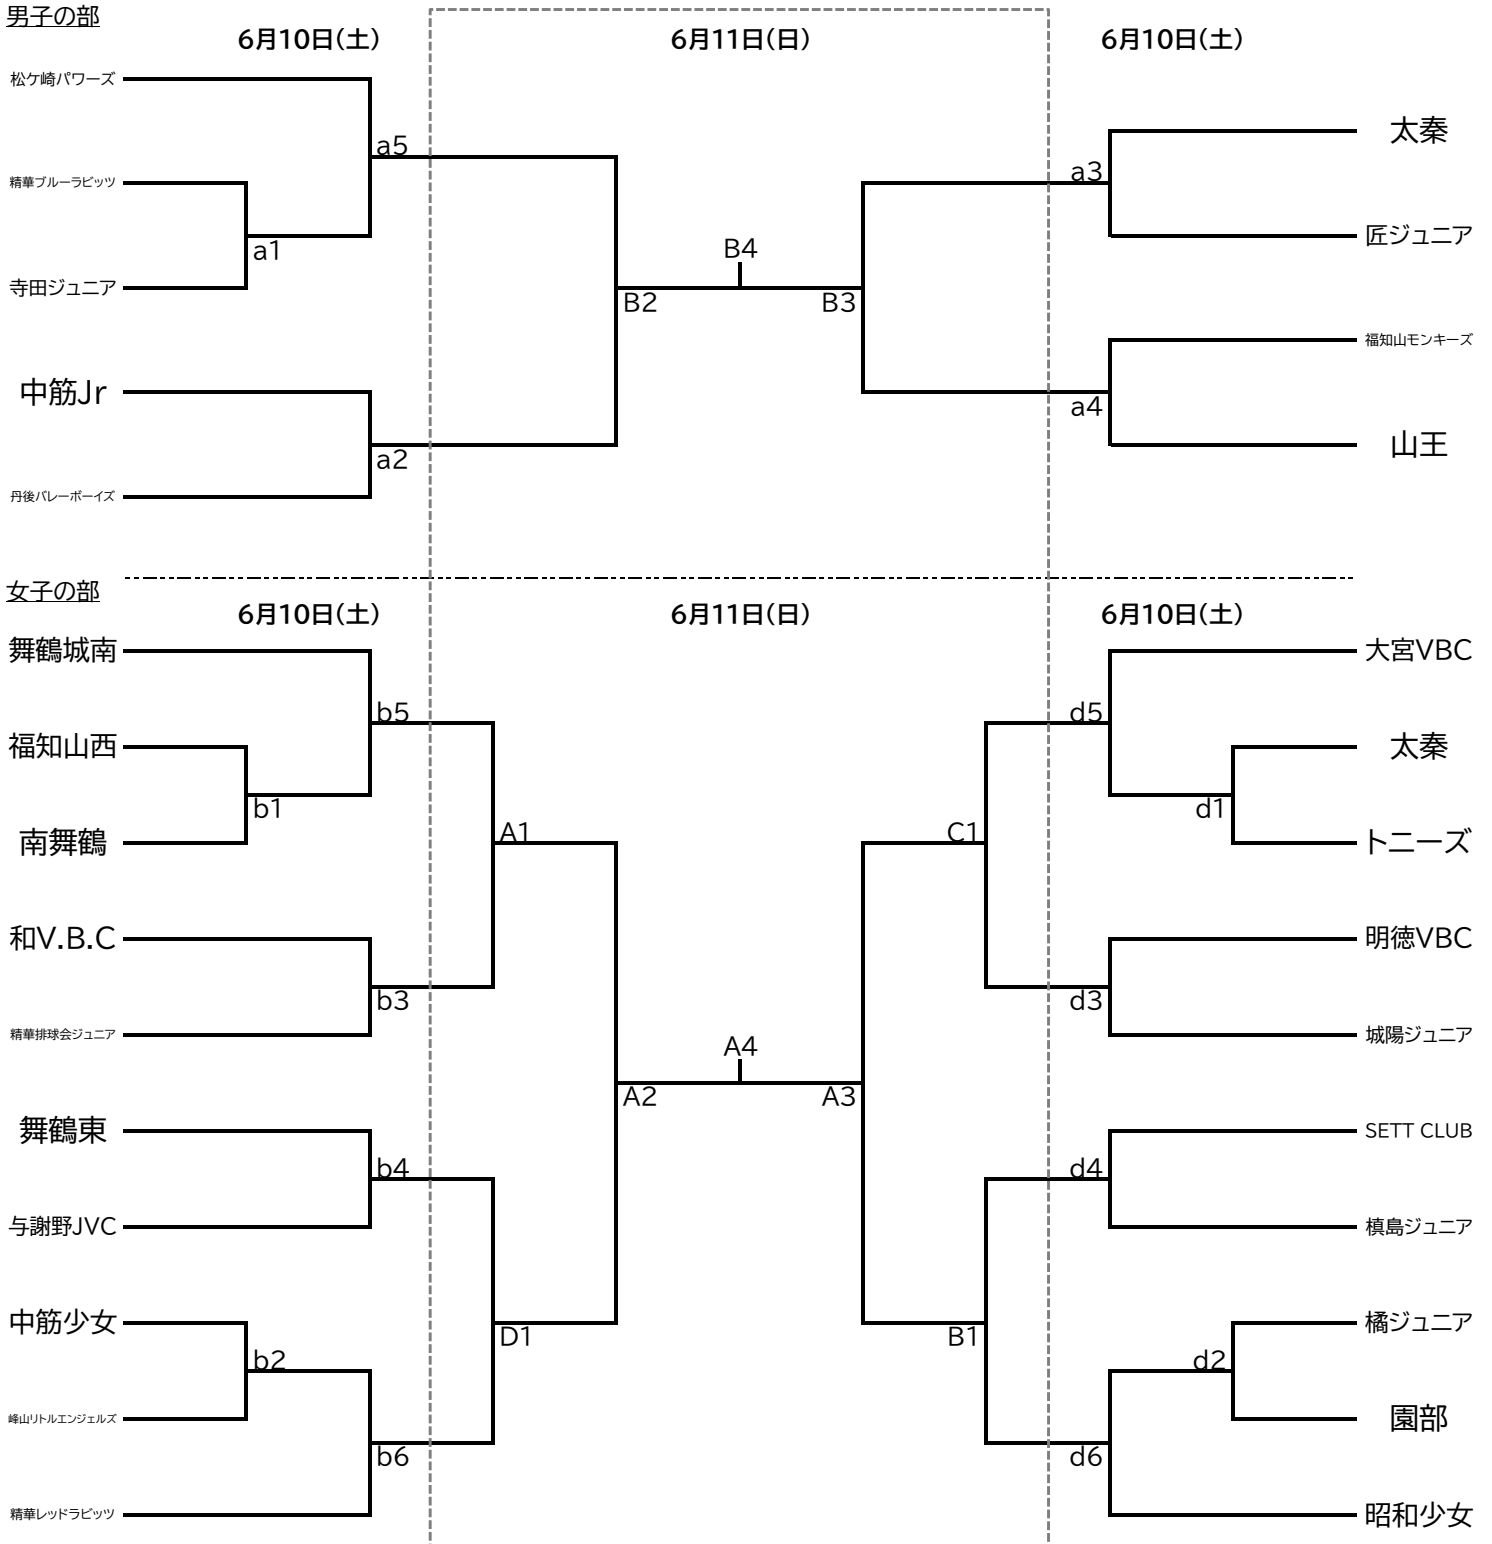 男子の部
6月10日(土)
6月11日(日)
6月10日(土)
松ケ崎パワーズ
太秦
a5
a3
精華ブルーラビッツ
匠ジュニア
a1
B4
寺田ジュニア
B2
B3
福知山モンキーズ
中筋Jr
a4
山王
a2
丹後バレーボーイズ
女子の部
6月10日(土)
6月11日(日)
6月10日(土)
舞鶴城南
大宮VBC
b5
d5
福知山西
太秦
b1
d1
南舞鶴
A1
C1
トニーズ
和V.B.C
明徳VBC
b3
d3
精華排球会ジュニア
城陽ジュニア
A4
A2
A3
舞鶴東
SETT CLUB
b4
d4
与謝野JVC
槙島ジュニア
中筋少女
D1
B1
橘ジュニア
b2
d2
峰山リトルエンジェルズ
園部
b6
d6
精華レッドラビッツ
昭和少女